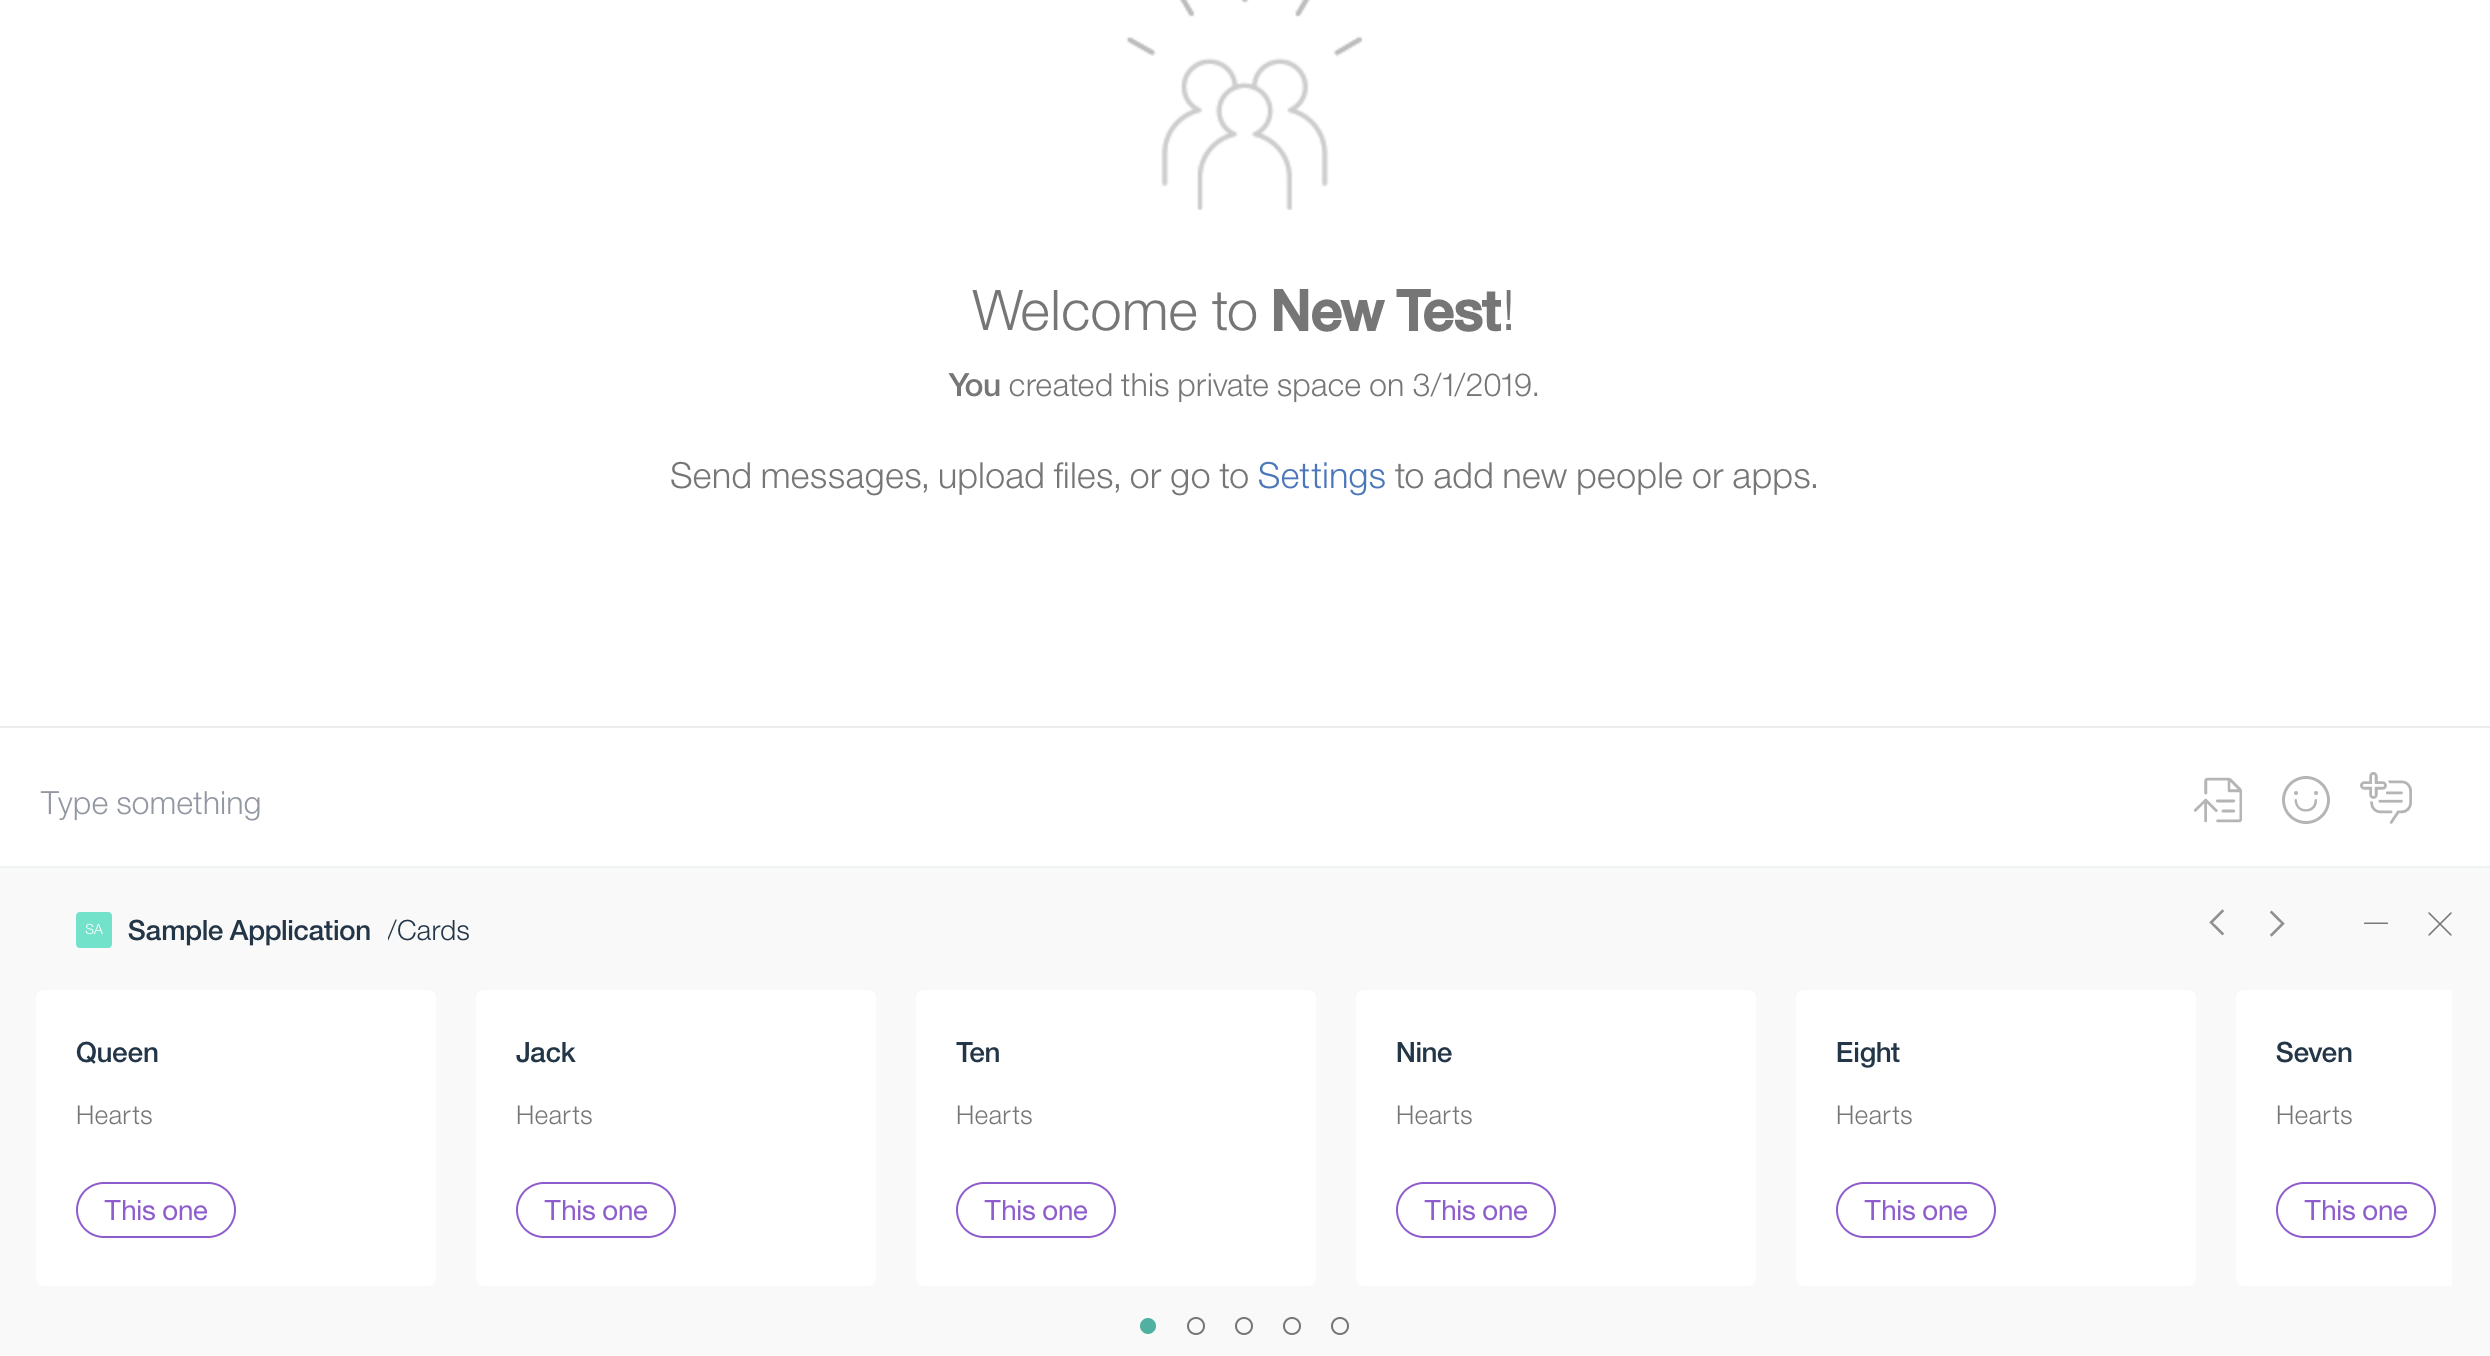 Welcome to New Test!
You created this private space on 3/1/2019.
Send messages, upload files, or go to Settings to add new people or apps.
Type something
SA Sample Application /Cards
Queen
Hearts
This one
Jack
Hearts
This one
Ten
Hearts
This one
Nine
Hearts
This one
Eight
Hearts
This one
Seven
Hearts
This one